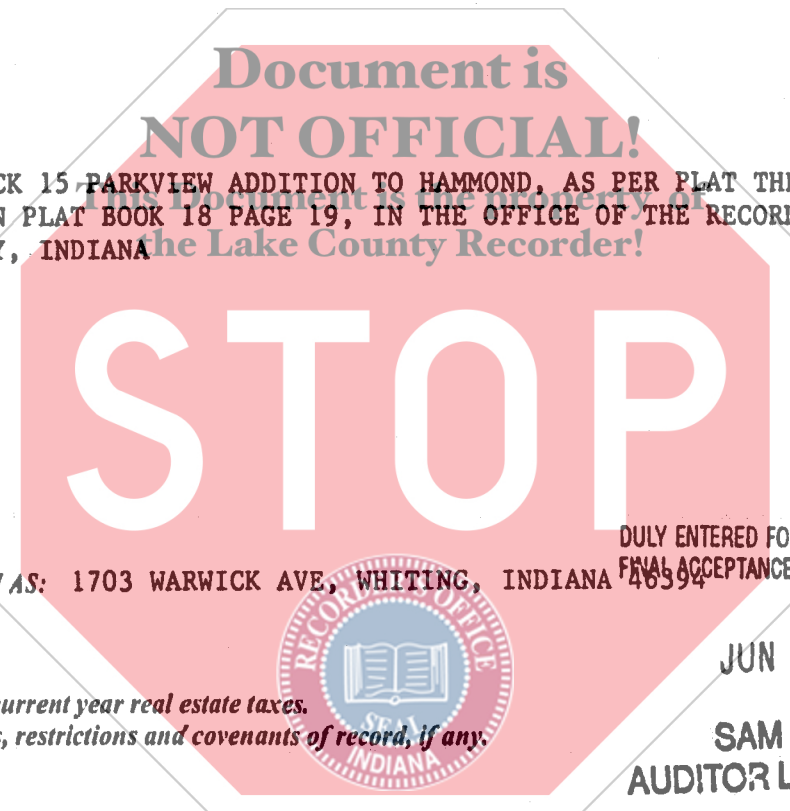 Document is
NOT OFFICIAL!
CK 15 PARKVIEW ADDITION TO HAMMOND, AS PER PLAT THE
This Document is the property of
N PLAT BOOK 18 PAGE 19, IN THE OFFICE OF THE RECOR
Y, INDIANA
the Lake County Recorder!
STOP
DULY ENTERED FO
FINAL ACCEPTANCE
AS: 1703 WARWICK AVE, WHITING, INDIANA 46394
RECORDER'S OFFICE
SEAL
INDIANA
JUN
current year real estate taxes.
s, restrictions and covenants of record, if any.
SAM
AUDITOR L